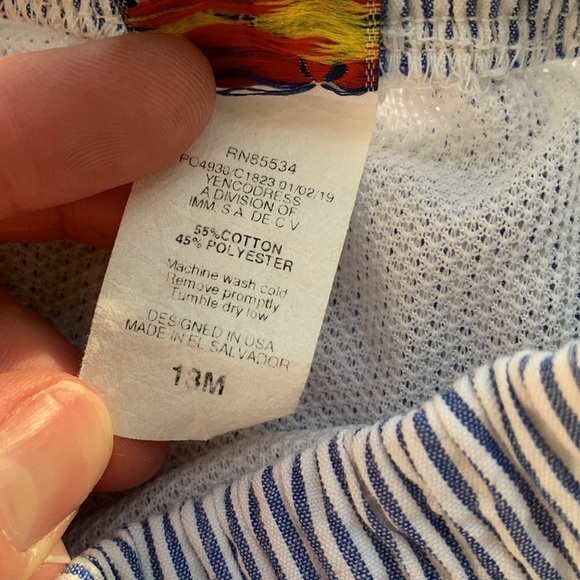 RN85534
PO4930 C1823 01/02/19
YENCODRESS
A DIVISION OF
IMM, S.A. DE C.V
55%COTTON
45% POLYESTER
Machine wash cold
Remove promptly
Tumble dry low
DESIGNED IN USA
MADE IN EL SALVADOR
18M